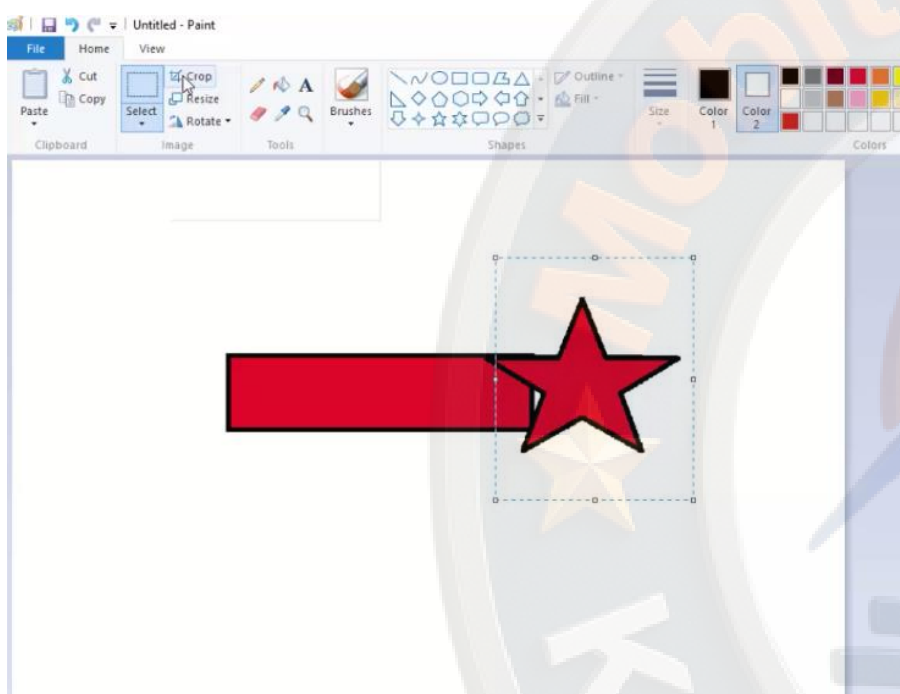 Untitled - Paint
File Home View
Paste Cut Copy Select Crop Resize Rotate A Brushes Outline Fill Size Color 1 Color 2
Clipboard Image Tools Shapes Colors
Mobil
K